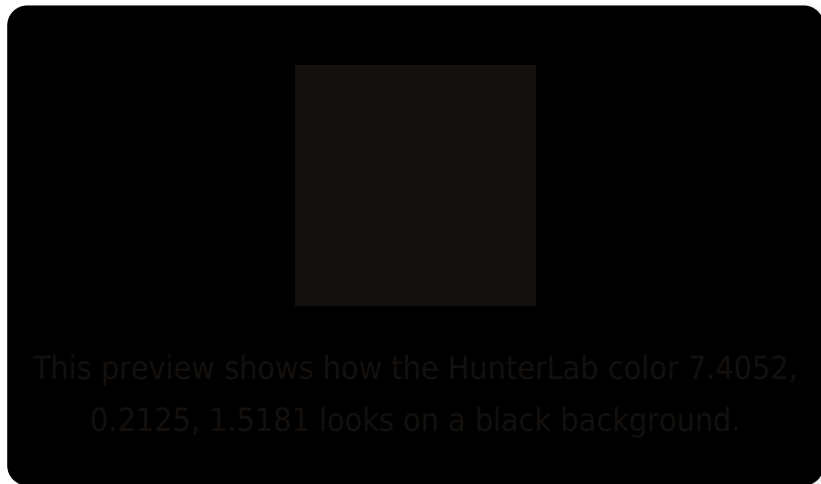 This preview shows how the HunterLab color 7.4052,
0.2125, 1.5181 looks on a black background.